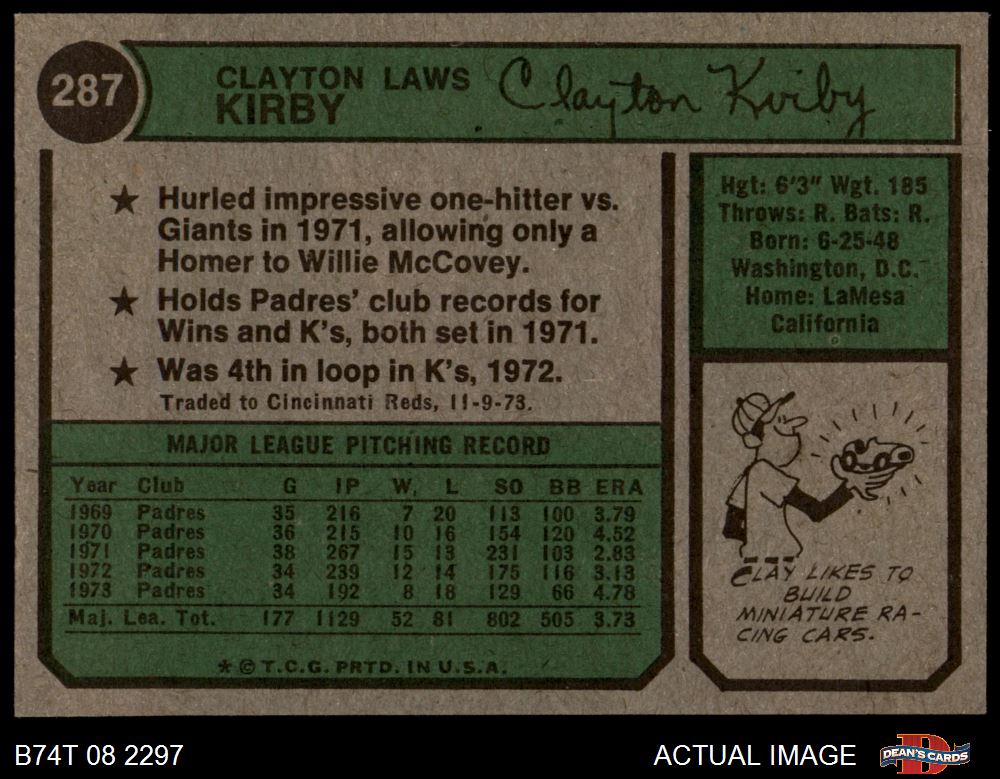 287
CLAYTON LAWS
KIRBY
Clayton Kirby
★ Hurled impressive one-hitter vs.
Giants in 1971, allowing only a
Homer to Willie McCovey.
★ Holds Padres' club records for
Wins and K's, both set in 1971.
★ Was 4th in loop in K's, 1972.
Traded to Cincinnati Reds, 11-9-73.
MAJOR LEAGUE PITCHING RECORD
Year Club G IP W. L SO BB ERA
1969 Padres 35 216 7 20 113 100 3.79
1970 Padres 36 215 10 16 154 120 4.52
1971 Padres 38 267 15 13 231 103 2.83
1972 Padres 34 239 12 14 175 116 3.13
1973 Padres 34 192 8 18 129 66 4.78
Maj. Lea. Tot. 177 1129 52 81 802 505 3.73
* © T.C.G. PRTD. IN U.S.A.
Hgt: 6'3" Wgt. 185
Throws: R. Bats: R.
Born: 6-25-48
Washington, D.C.
Home: LaMesa
California
CLAY LIKES TO
BUILD
MINIATURE RA-
CING CARS.
B74T 08 2297
ACTUAL IMAGE
DEAN'S CARDS